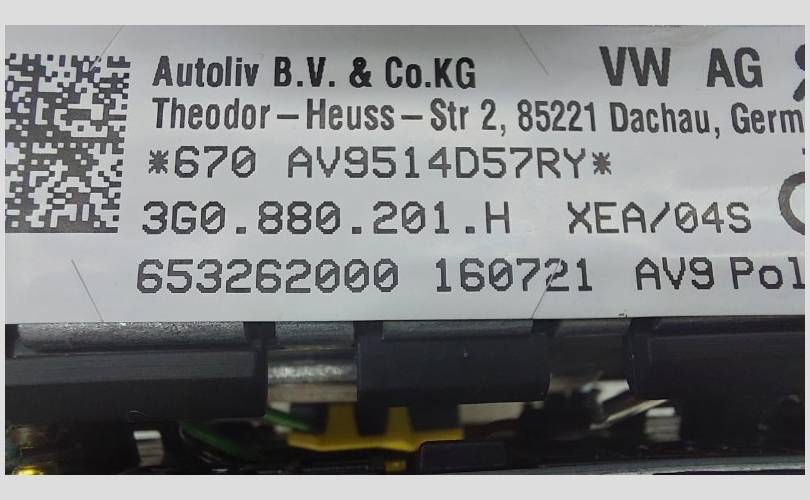 Autoliv B.V. & Co.KG VW AG
Theodor-Heuss-Str 2, 85221 Dachau, Germ
*670 AV9514D57RY*
3G0.880.201.H XEA/04S
653262000 160721 AV9 Pol